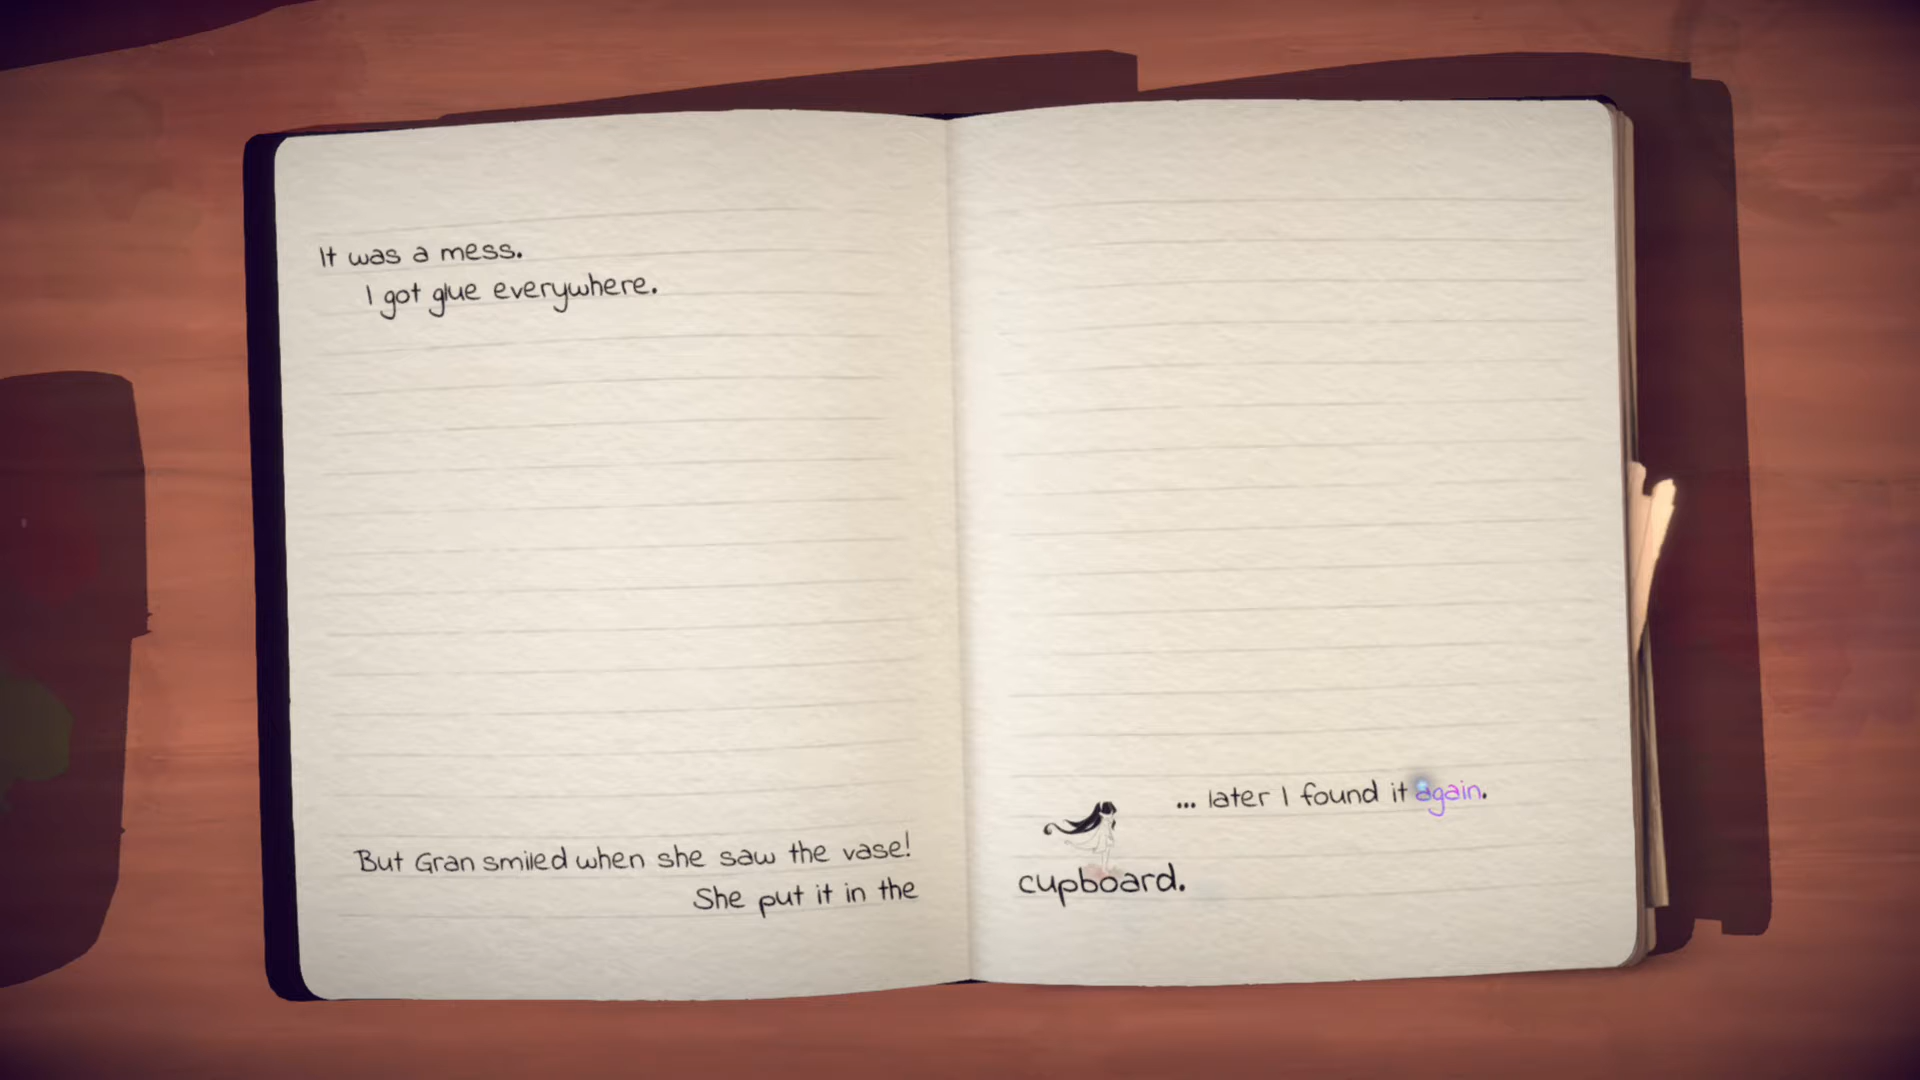 It was a mess.
I got glue everywhere.
But Gran smiled when she saw the vase!
She put it in the
... later I found it again.
cupboard.